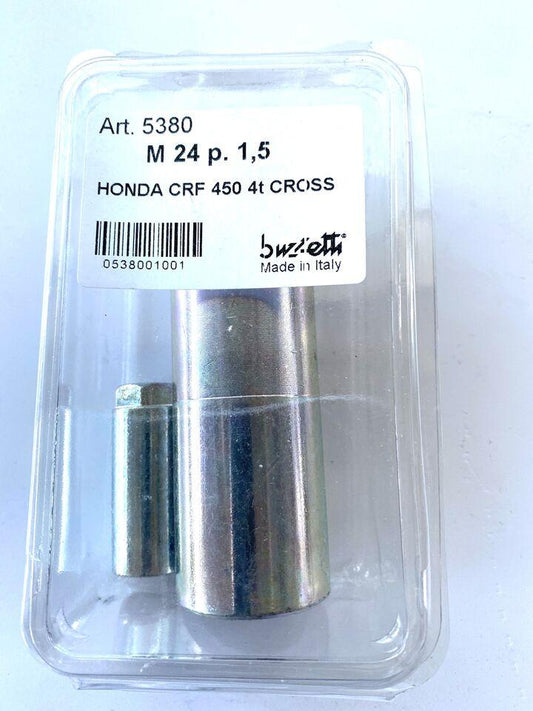 Art. 5380
M 24 p. 1,5
HONDA CRF 450 4t CROSS
0538001001
buzzetti
Made in Italy